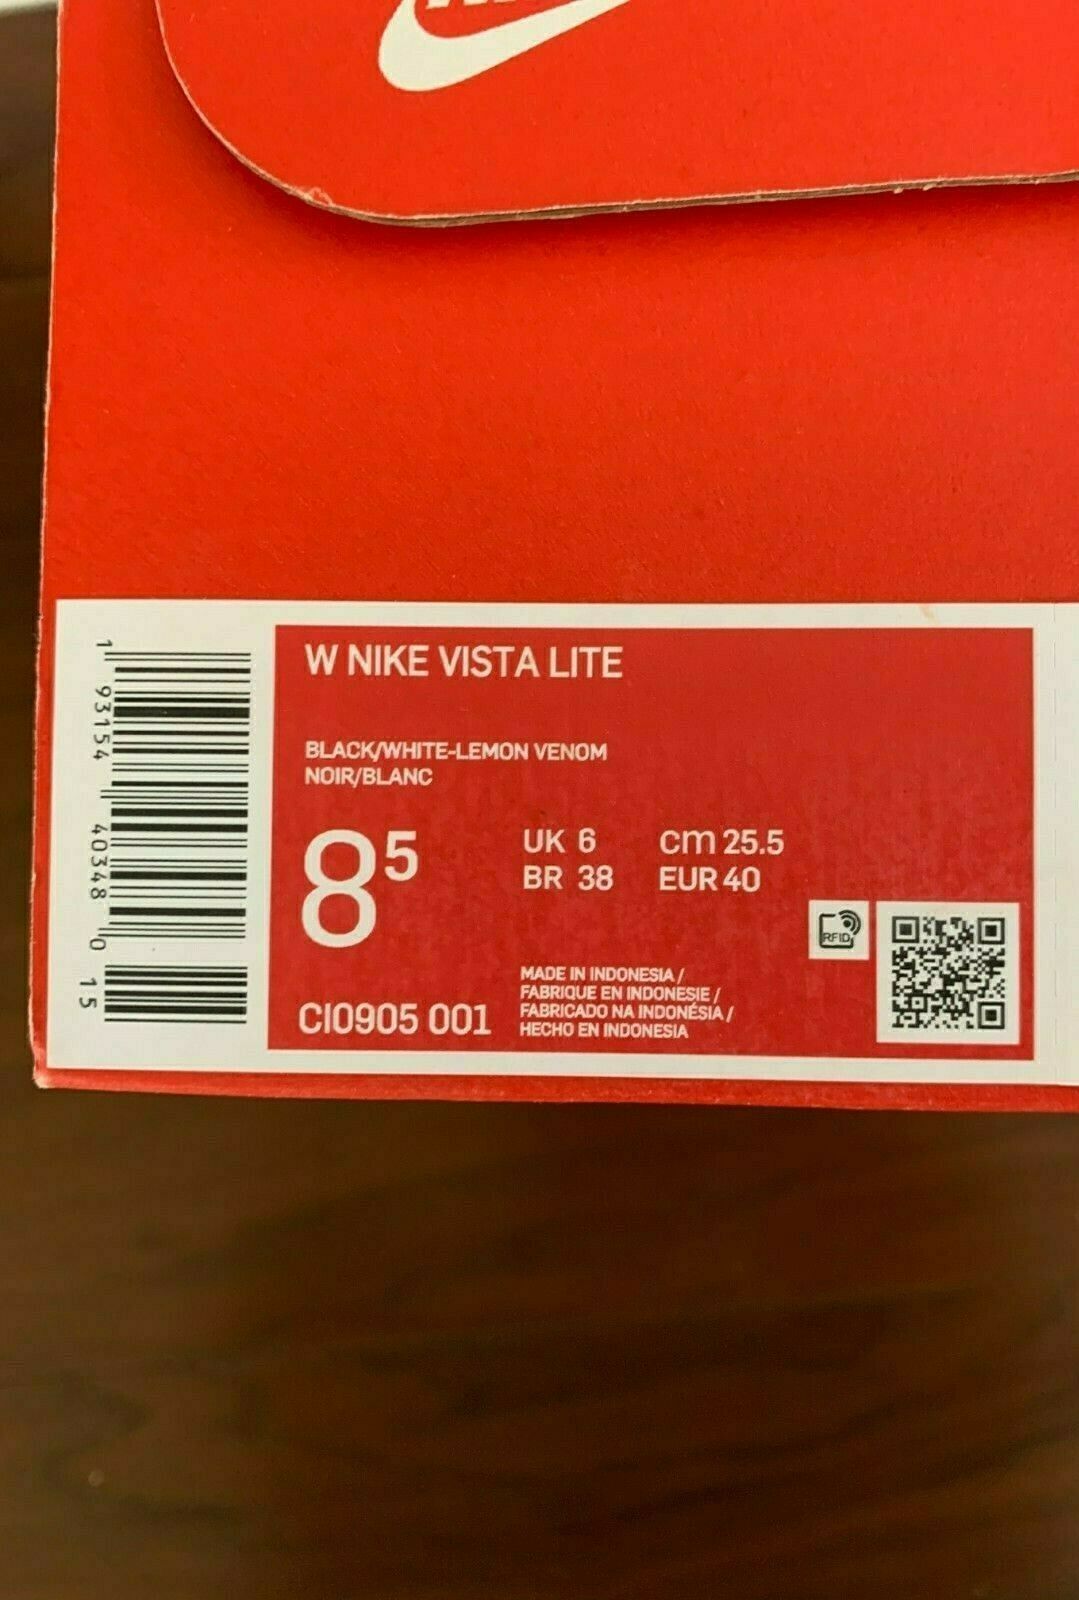 W NIKE VISTA LITE
BLACK/WHITE-LEMON VENOM
NOIR/BLANC
8 5
UK 6 cm 25.5
BR 38 EUR 40
CI0905 001
MADE IN INDONESIA /
FABRIQUE EN INDONESIE /
FABRICADO NA INDONÉSIA /
HECHO EN INDONESIA
RFID
1 93154 40348 0 15